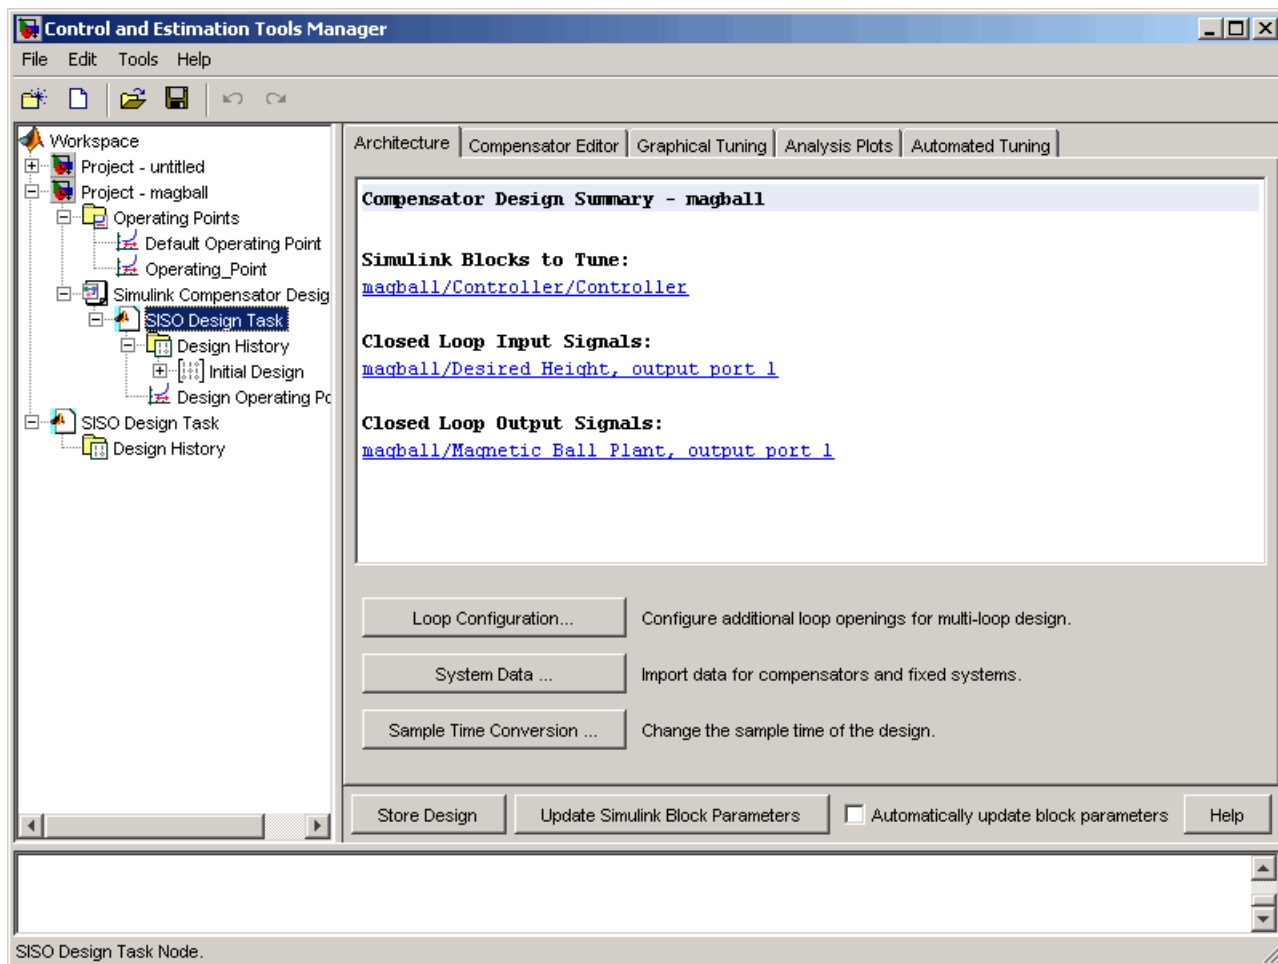 Control and Estimation Tools Manager
File Edit Tools Help
Workspace
Project - untitled
Project - magball
Operating Points
Default Operating Point
Operating_Point
Simulink Compensator Desig
SISO Design Task
Design History
Initial Design
Design Operating Po
SISO Design Task
Design History
Architecture Compensator Editor Graphical Tuning Analysis Plots Automated Tuning
Compensator Design Summary - magball
Simulink Blocks to Tune:
magball/Controller/Controller
Closed Loop Input Signals:
magball/Desired Height, output port 1
Closed Loop Output Signals:
magball/Magnetic Ball Plant, output port 1
Loop Configuration... Configure additional loop openings for multi-loop design.
System Data ... Import data for compensators and fixed systems.
Sample Time Conversion ... Change the sample time of the design.
Store Design Update Simulink Block Parameters Automatically update block parameters Help
SISO Design Task Node.